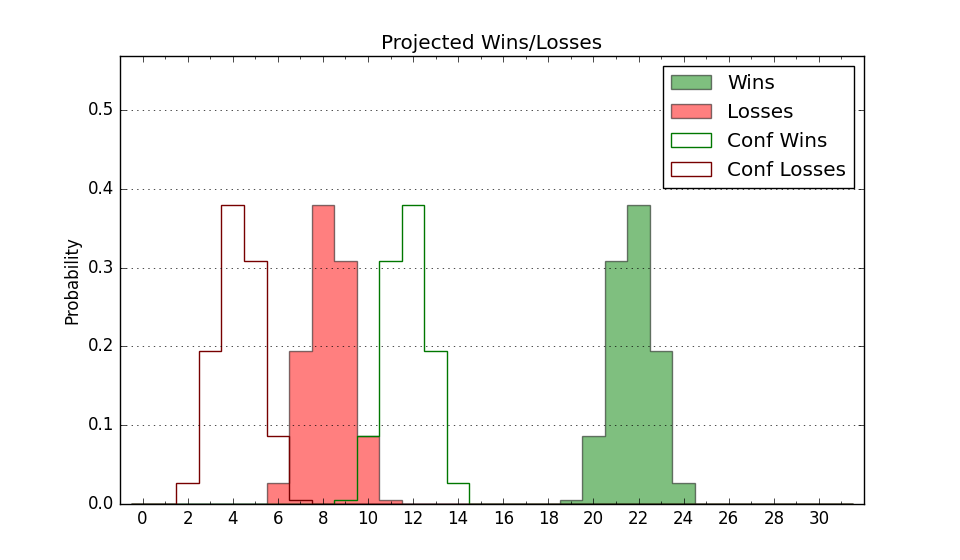 Projected Wins/Losses
Wins
Losses
Conf Wins
Conf Losses
Probability
0.5
0.4
0.3
0.2
0.1
0.0
0 2 4 6 8 10 12 14 16 18 20 22 24 26 28 30